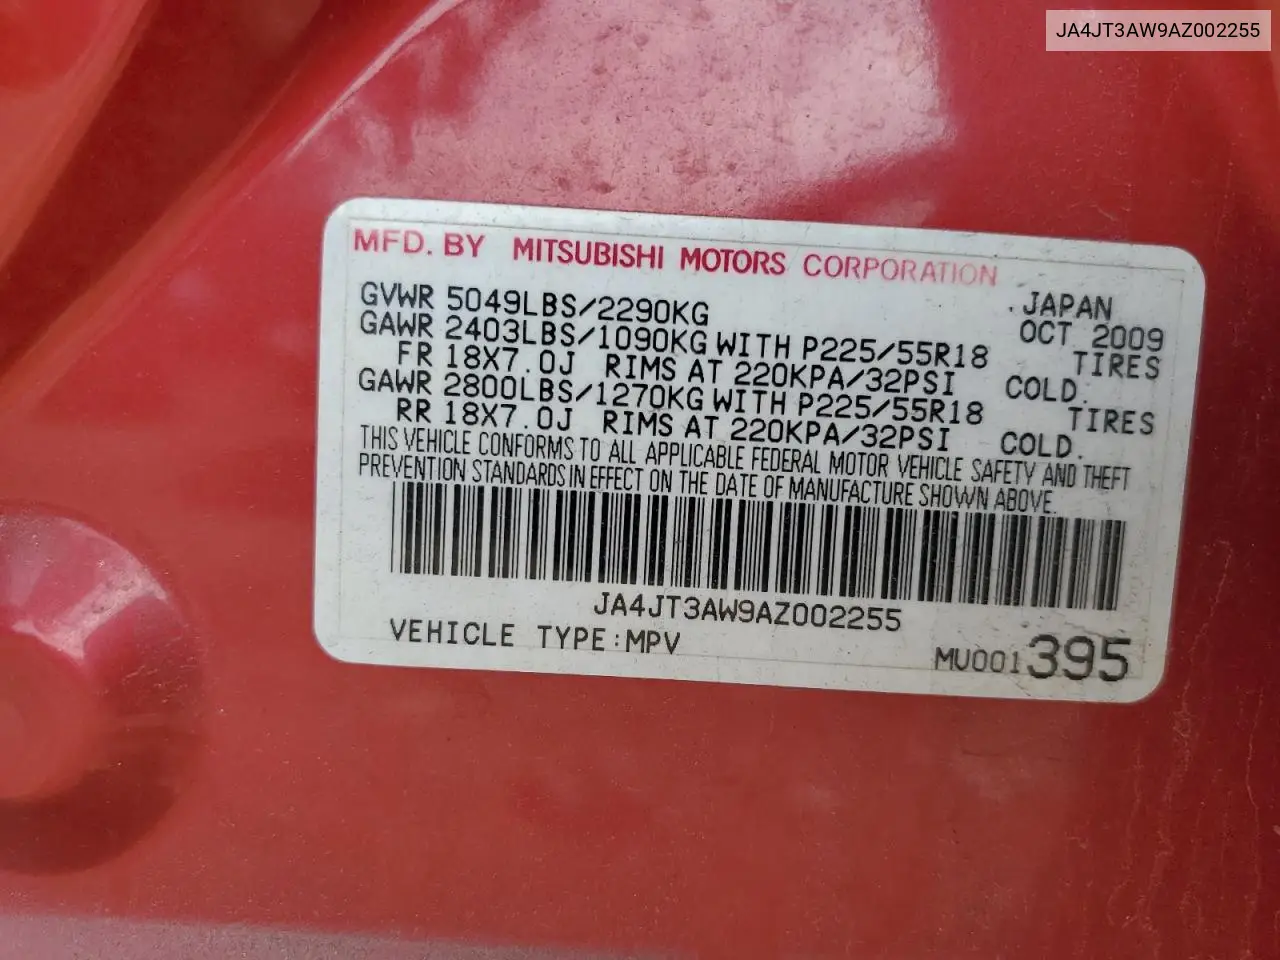 JA4JT3AW9AZ002255
MFD. BY MITSUBISHI MOTORS CORPORATION
GVWR 5049LBS/2290KG JAPAN
OCT 2009
GAWR 2403LBS/1090KG WITH P225/55R18 TIRES
FR 18X7.0J RIMS AT 220KPA/32PSI COLD.
GAWR 2800LBS/1270KG WITH P225/55R18 TIRES
RR 18X7.0J RIMS AT 220KPA/32PSI COLD.
THIS VEHICLE CONFORMS TO ALL APPLICABLE FEDERAL MOTOR VEHICLE SAFETY AND THEFT
PREVENTION STANDARDS IN EFFECT ON THE DATE OF MANUFACTURE SHOWN ABOVE.
JA4JT3AW9AZ002255
VEHICLE TYPE:MPV MU001395